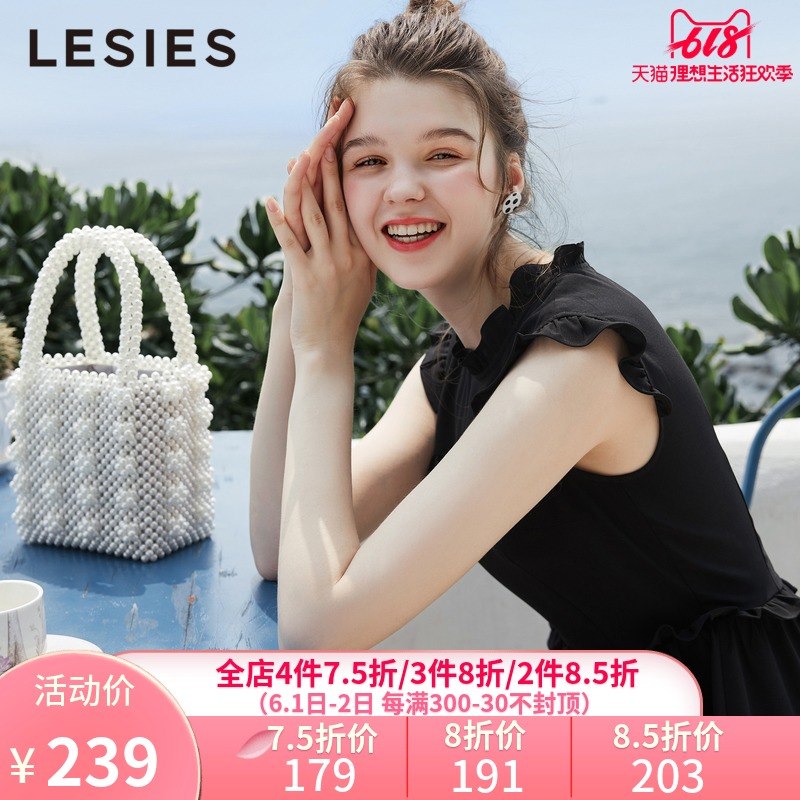 LESIES
618
天猫 理想生活狂欢季
全店4件7.5折/3件8折/2件8.5折
（6.1日-2日 每满300-30不封顶）
活动价
¥ 239
7.5折价
179
8折价
191
8.5折价
203